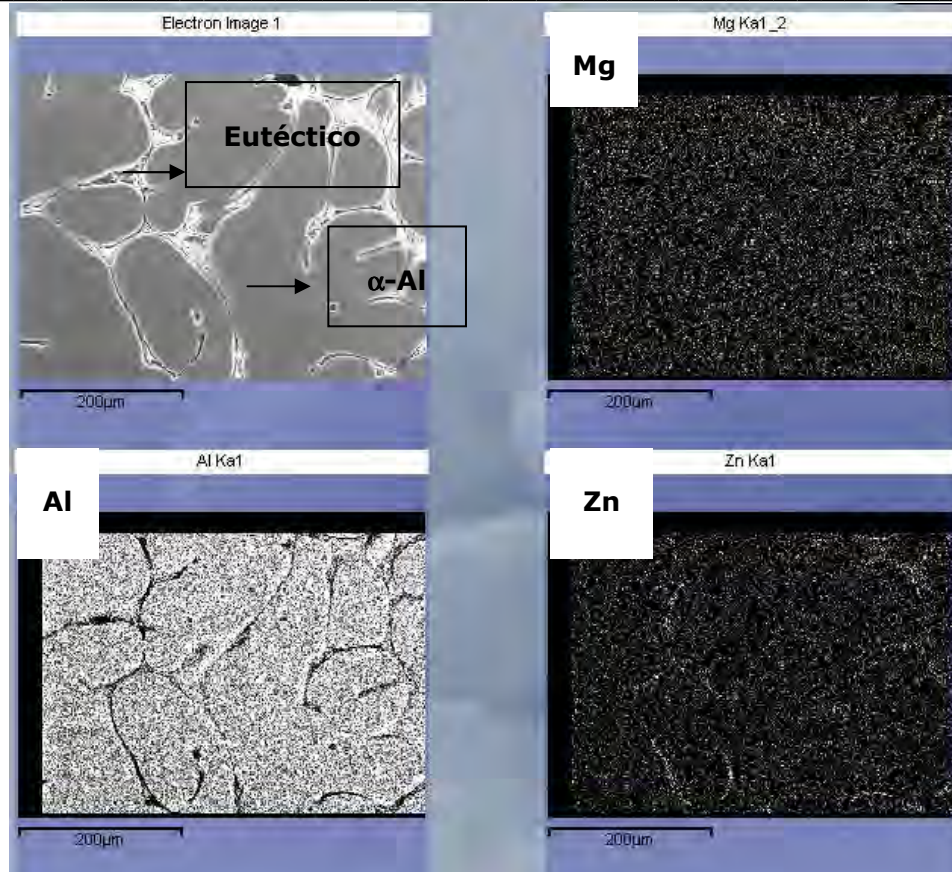 Electron Image 1
Eutéctico
α-Al
200µm
Mg Ka1_2
Mg
200µm
Al Ka1
Al
200µm
Zn Ka1
Zn
200µm